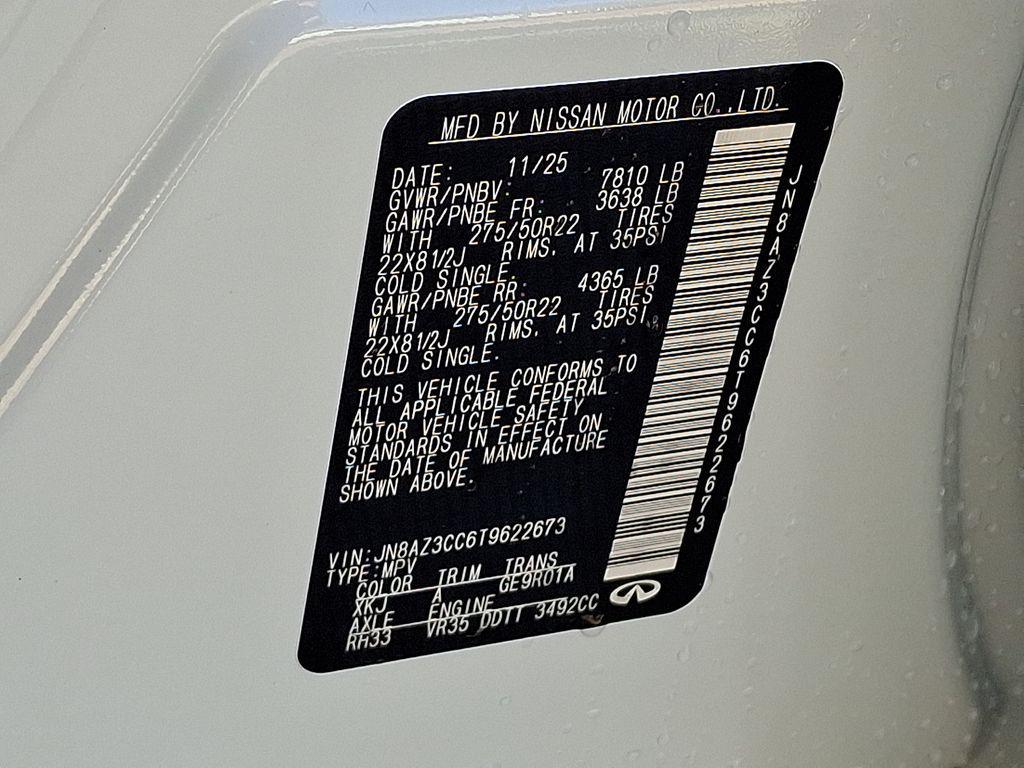 MFD BY NISSAN MOTOR CO.,LTD.
DATE: 11/25
GVWR/PNBV: 7810 LB
GAWR/PNBE FR: 3638 LB
WITH 275/50R22 TIRES
22X81/2J RIMS, AT 35PSI
COLD SINGLE.
GAWR/PNBE RR: 4365 LB
WITH 275/50R22 TIRES
22X81/2J RIMS, AT 35PSI
COLD SINGLE.
THIS VEHICLE CONFORMS TO
ALL APPLICABLE FEDERAL
MOTOR VEHICLE SAFETY
STANDARDS IN EFFECT ON
THE DATE OF MANUFACTURE
SHOWN ABOVE.
VIN:JN8AZ3CC6T9622673
TYPE:MPV
COLOR TRIM TRANS
XKJ A GE9R01A
AXLE ENGINE
RH33 VR35 DDTT 3492CC
JN8AZ3CC6T9622673